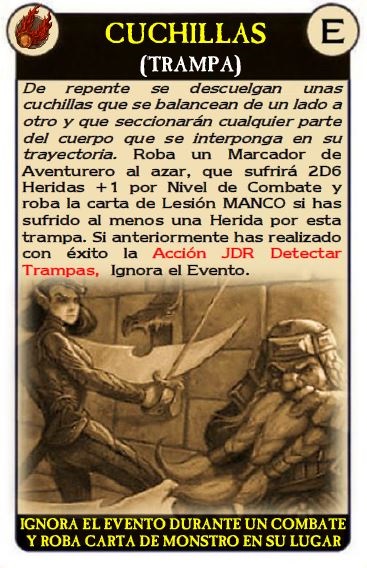 CUCHILLAS
E
(TRAMPA)
De repente se descuelgan unas
cuchillas que se balancean de un lado a
otro y que seccionarán cualquier parte
del cuerpo que se interponga en su
trayectoria. Roba un Marcador de
Aventurero al azar, que sufrirá 2D6
Heridas +1 por Nivel de Combate y
roba la carta de Lesión MANCO si has
sufrido al menos una Herida por esta
trampa. Si anteriormente has realizado
con éxito la Acción JDR Detectar
Trampas, Ignora el Evento.
IGNORA EL EVENTO DURANTE UN COMBATE
Y ROBA CARTA DE MONSTRO EN SU LUGAR